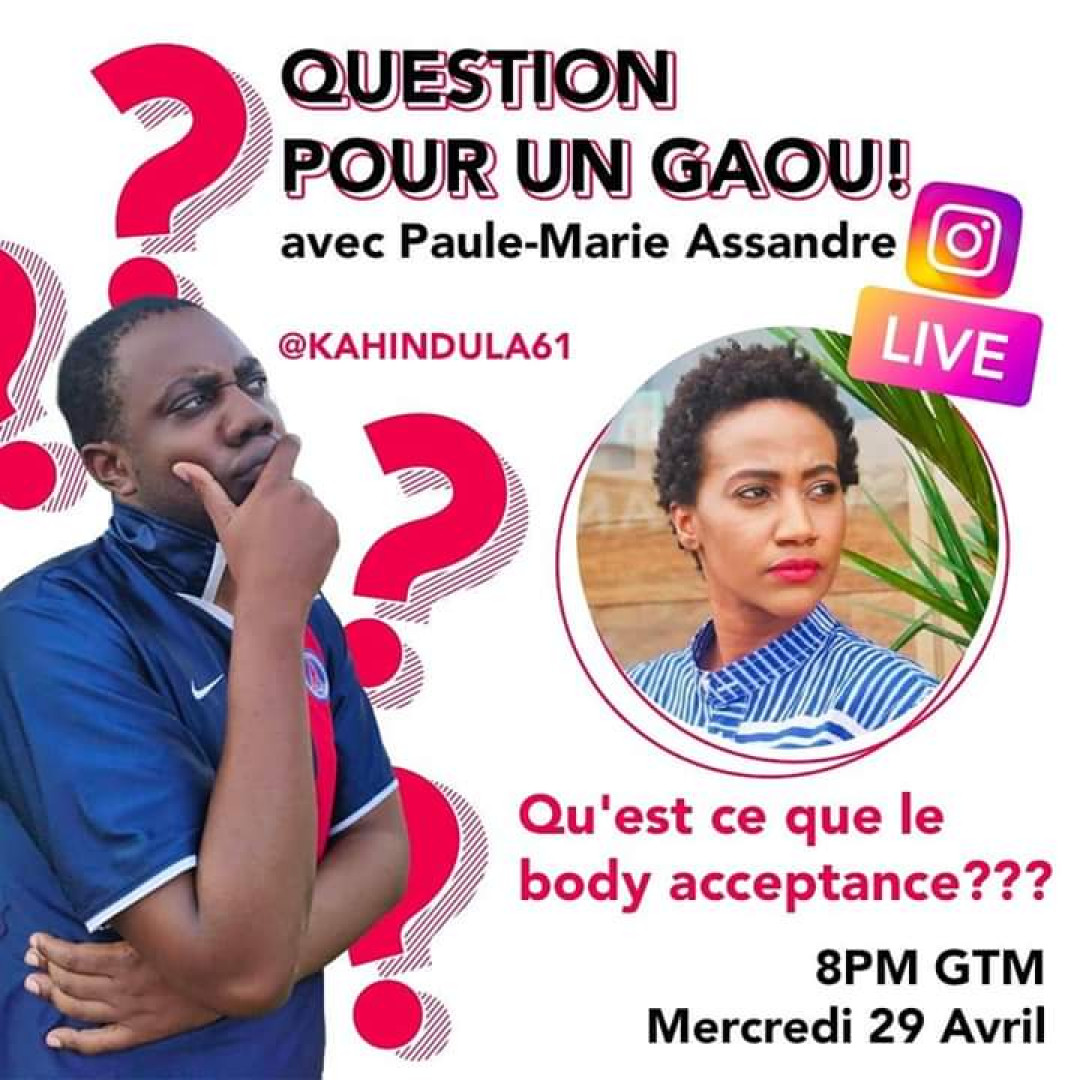 QUESTION
POUR UN GAOU!
avec Paule-Marie Assandre
LIVE
@KAHINDULA61
Qu'est ce que le
body acceptance???
8PM GTM
Mercredi 29 Avril